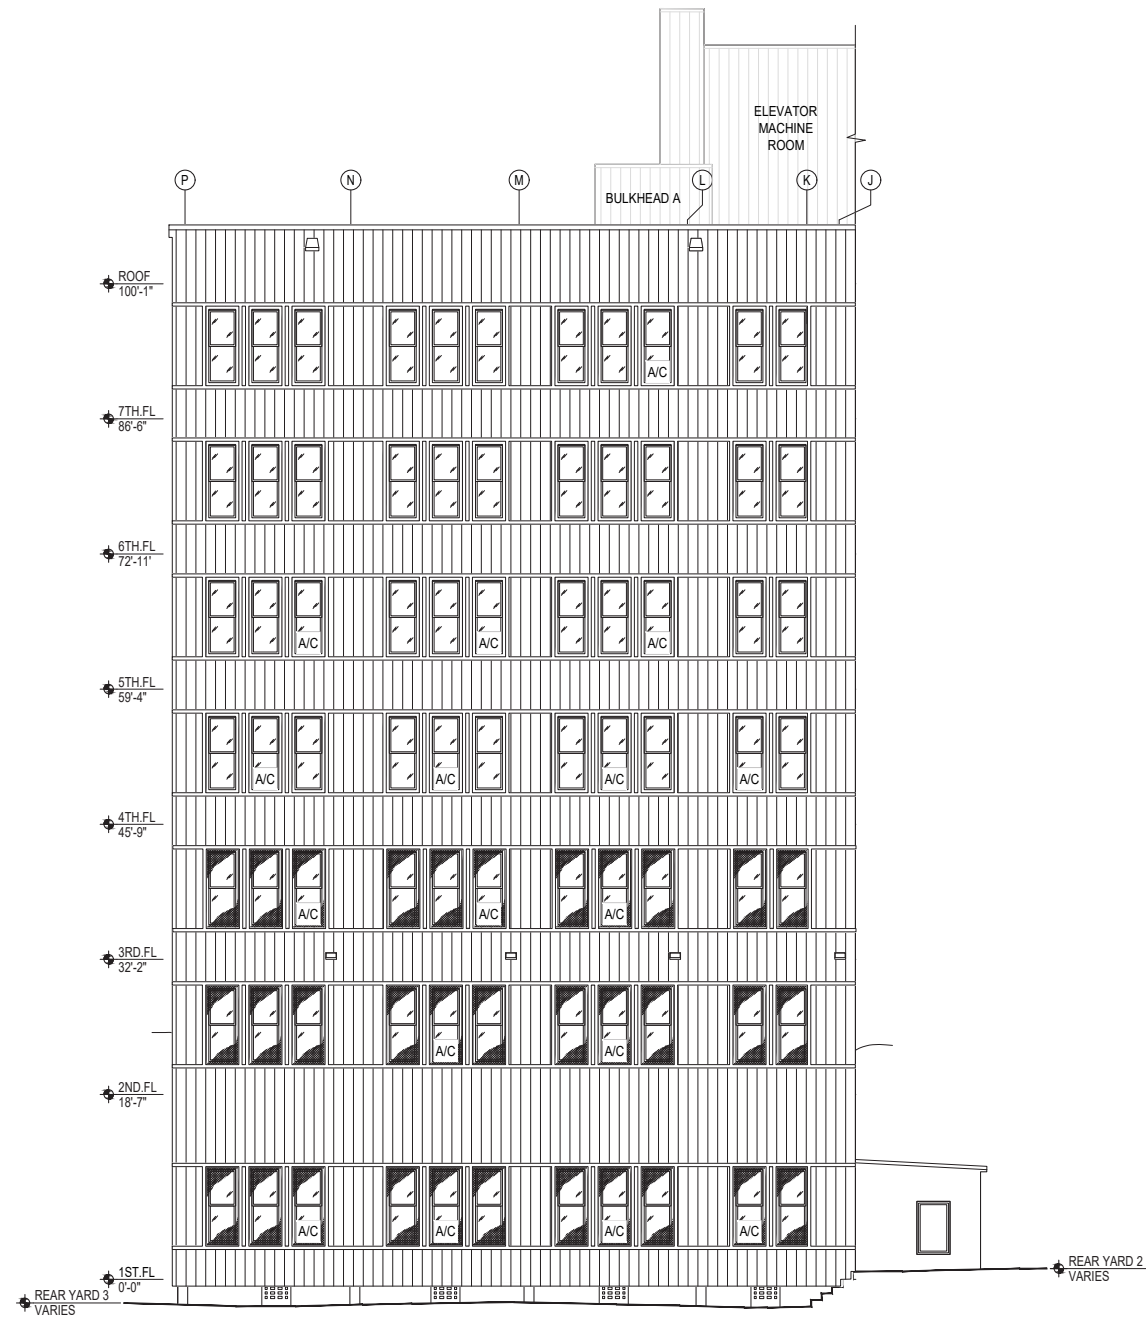 ELEVATOR
MACHINE
ROOM
P
N
M
L
K
J
BULKHEAD A
ROOF
100'-1"
A/C
7TH.FL
86'-6"
6TH.FL
72'-11'
A/C A/C A/C
5TH.FL
59'-4"
A/C A/C A/C A/C
4TH.FL
45'-9"
A/C A/C A/C
3RD.FL
32'-2"
A/C A/C
2ND.FL
18'-7"
A/C A/C A/C A/C
1ST.FL
0'-0"
REAR YARD 2
VARIES
REAR YARD 3
VARIES